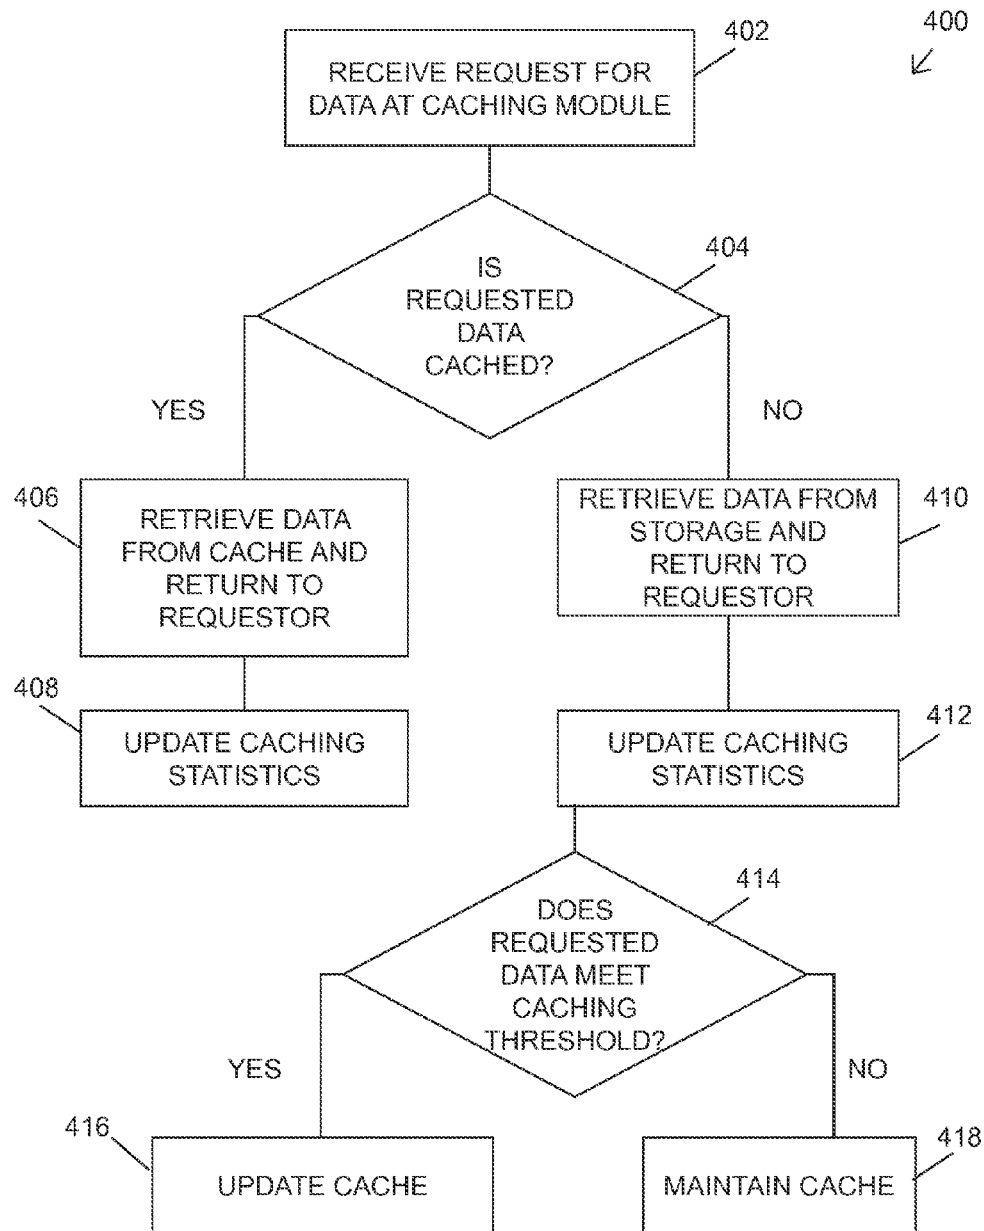 400
402
RECEIVE REQUEST FOR
DATA AT CACHING MODULE
404
IS
REQUESTED
DATA
CACHED?
YES
NO
406
RETRIEVE DATA
FROM CACHE AND
RETURN TO
REQUESTOR
410
RETRIEVE DATA FROM
STORAGE AND
RETURN TO
REQUESTOR
408
UPDATE CACHING
STATISTICS
412
UPDATE CACHING
STATISTICS
414
DOES
REQUESTED
DATA MEET
CACHING
THRESHOLD?
YES
NO
416
UPDATE CACHE
418
MAINTAIN CACHE